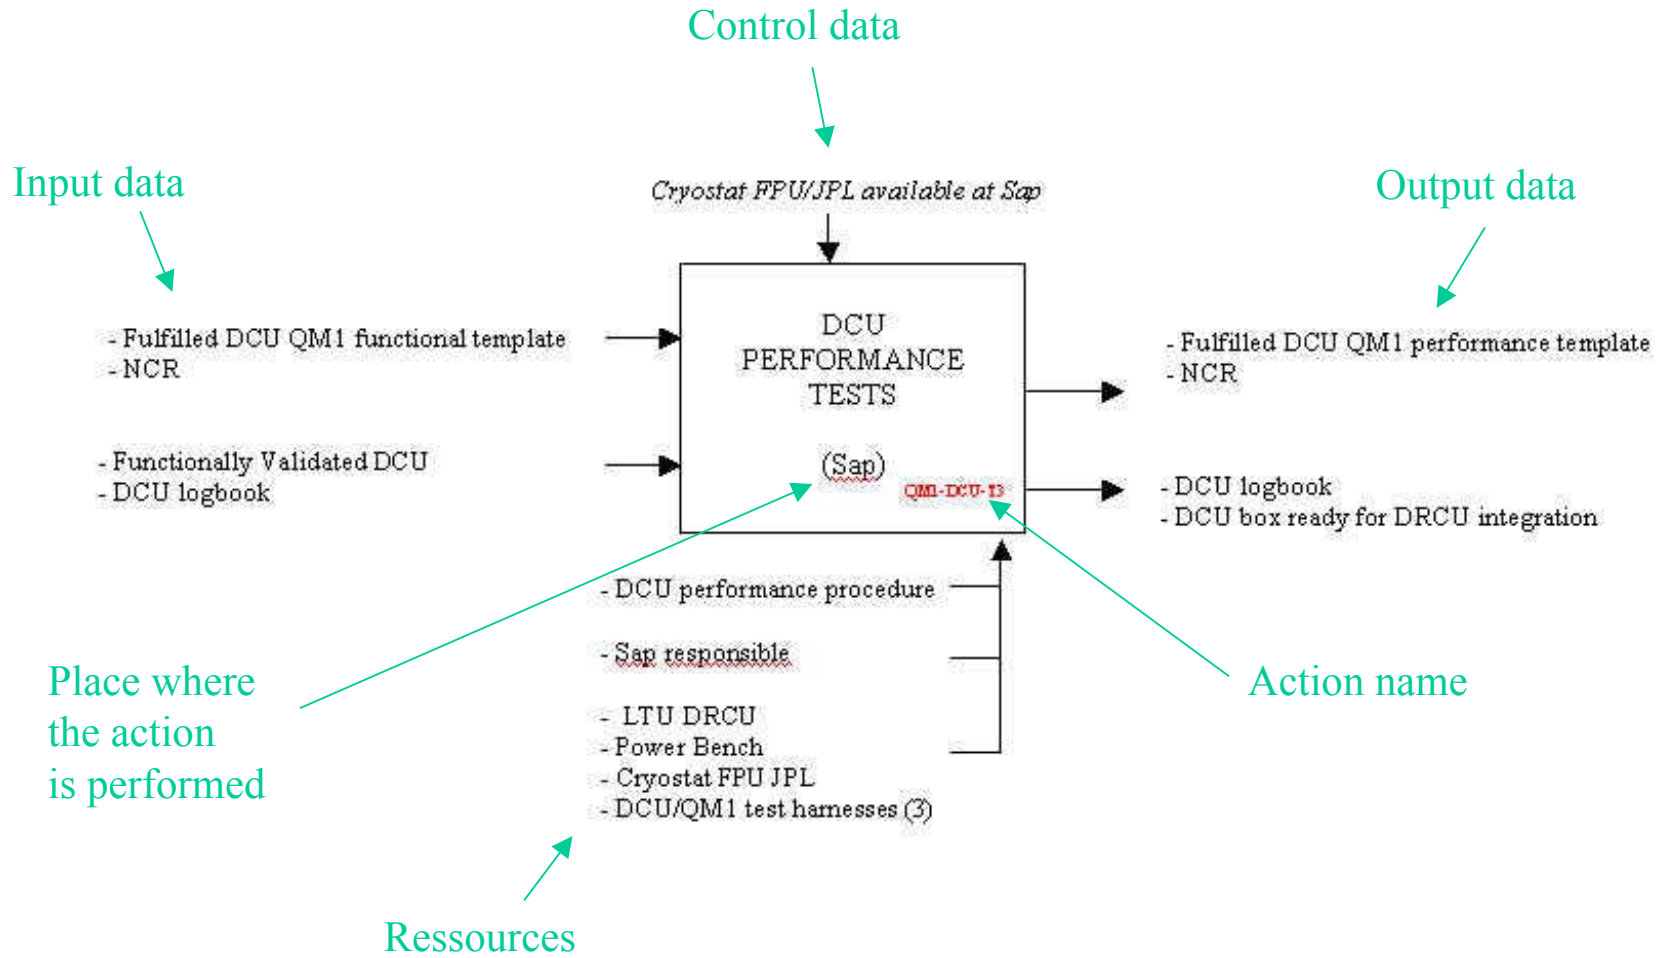 Control data
Input data
Cryostat FPU/JPL available at Sap
Output data
- Fulfilled DCU QM1 functional template
- NCR
- Functionally Validated DCU
- DCU logbook
DCU
PERFORMANCE
TESTS
(Sap)
QM1-DCU-T3
- Fulfilled DCU QM1 performance template
- NCR
- DCU logbook
- DCU box ready for DRCU integration
- DCU performance procedure
- Sap responsible
- LTU DRCU
- Power Bench
- Cryostat FPU JPL
- DCU/QM1 test harnesses (3)
Place where
the action
is performed
Action name
Ressources